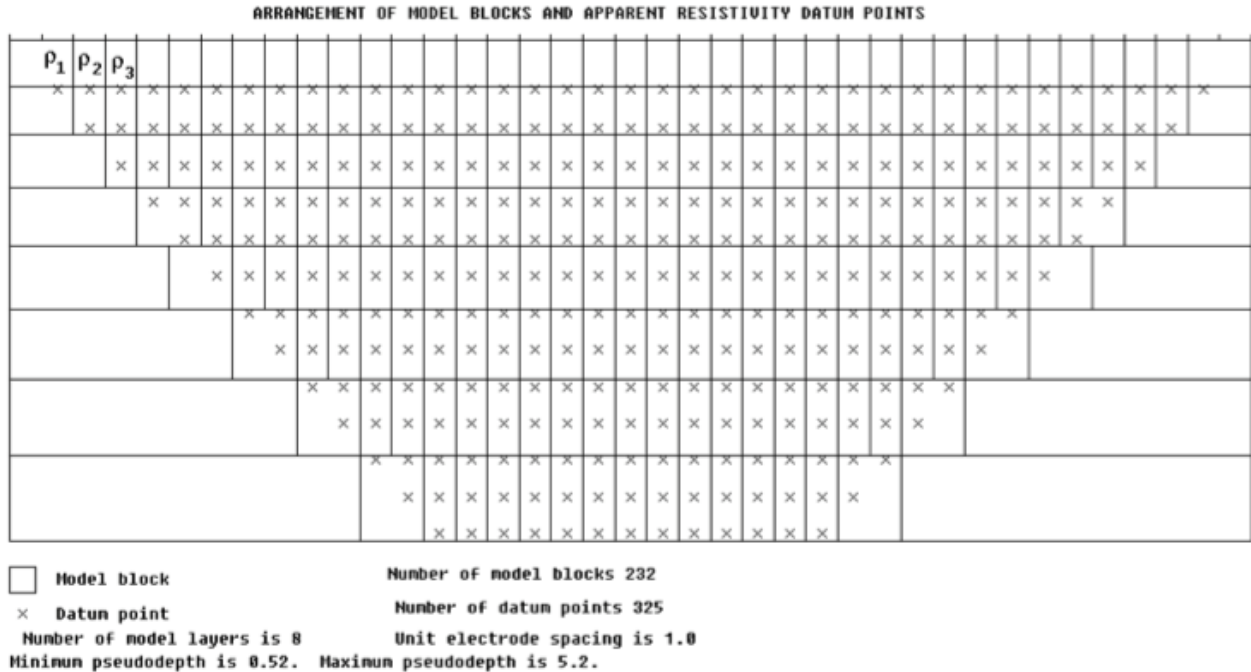 ARRANGEMENT OF MODEL BLOCKS AND APPARENT RESISTIVITY DATUM POINTS
ρ₁ ρ₂ ρ₃
Model block Number of model blocks 232
Datum point Number of datum points 325
Number of model layers is 8 Unit electrode spacing is 1.0
Minimum pseudodepth is 0.52. Maximum pseudodepth is 5.2.